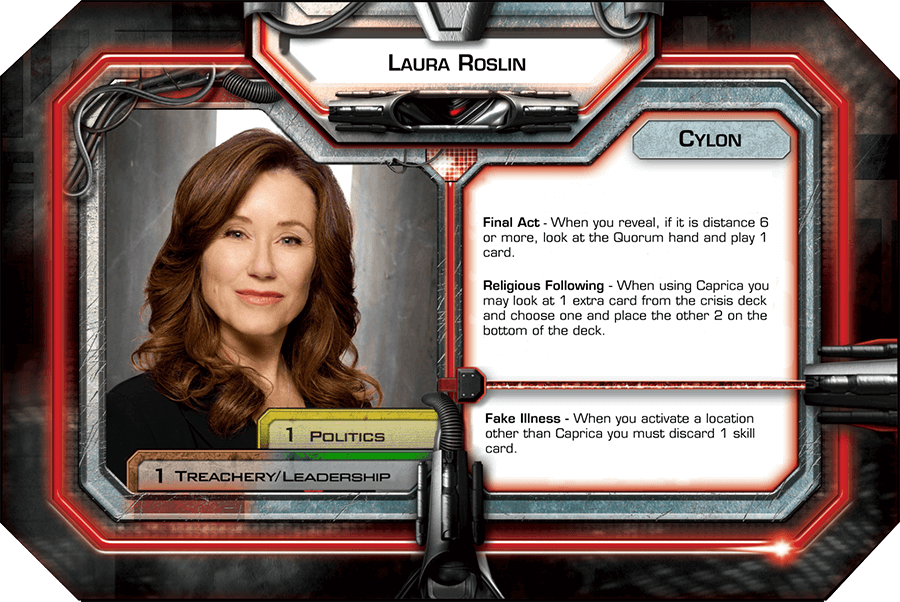 Laura Roslin
Cylon
Final Act - When you reveal, if it is distance 6
or more, look at the Quorum hand and play 1
card.
Religious Following - When using Caprica you
may look at 1 extra card from the crisis deck
and choose one and place the other 2 on the
bottom of the deck.
Fake Illness - When you activate a location
other than Caprica you must discard 1 skill
card.
1 Politics
1 Treachery/Leadership